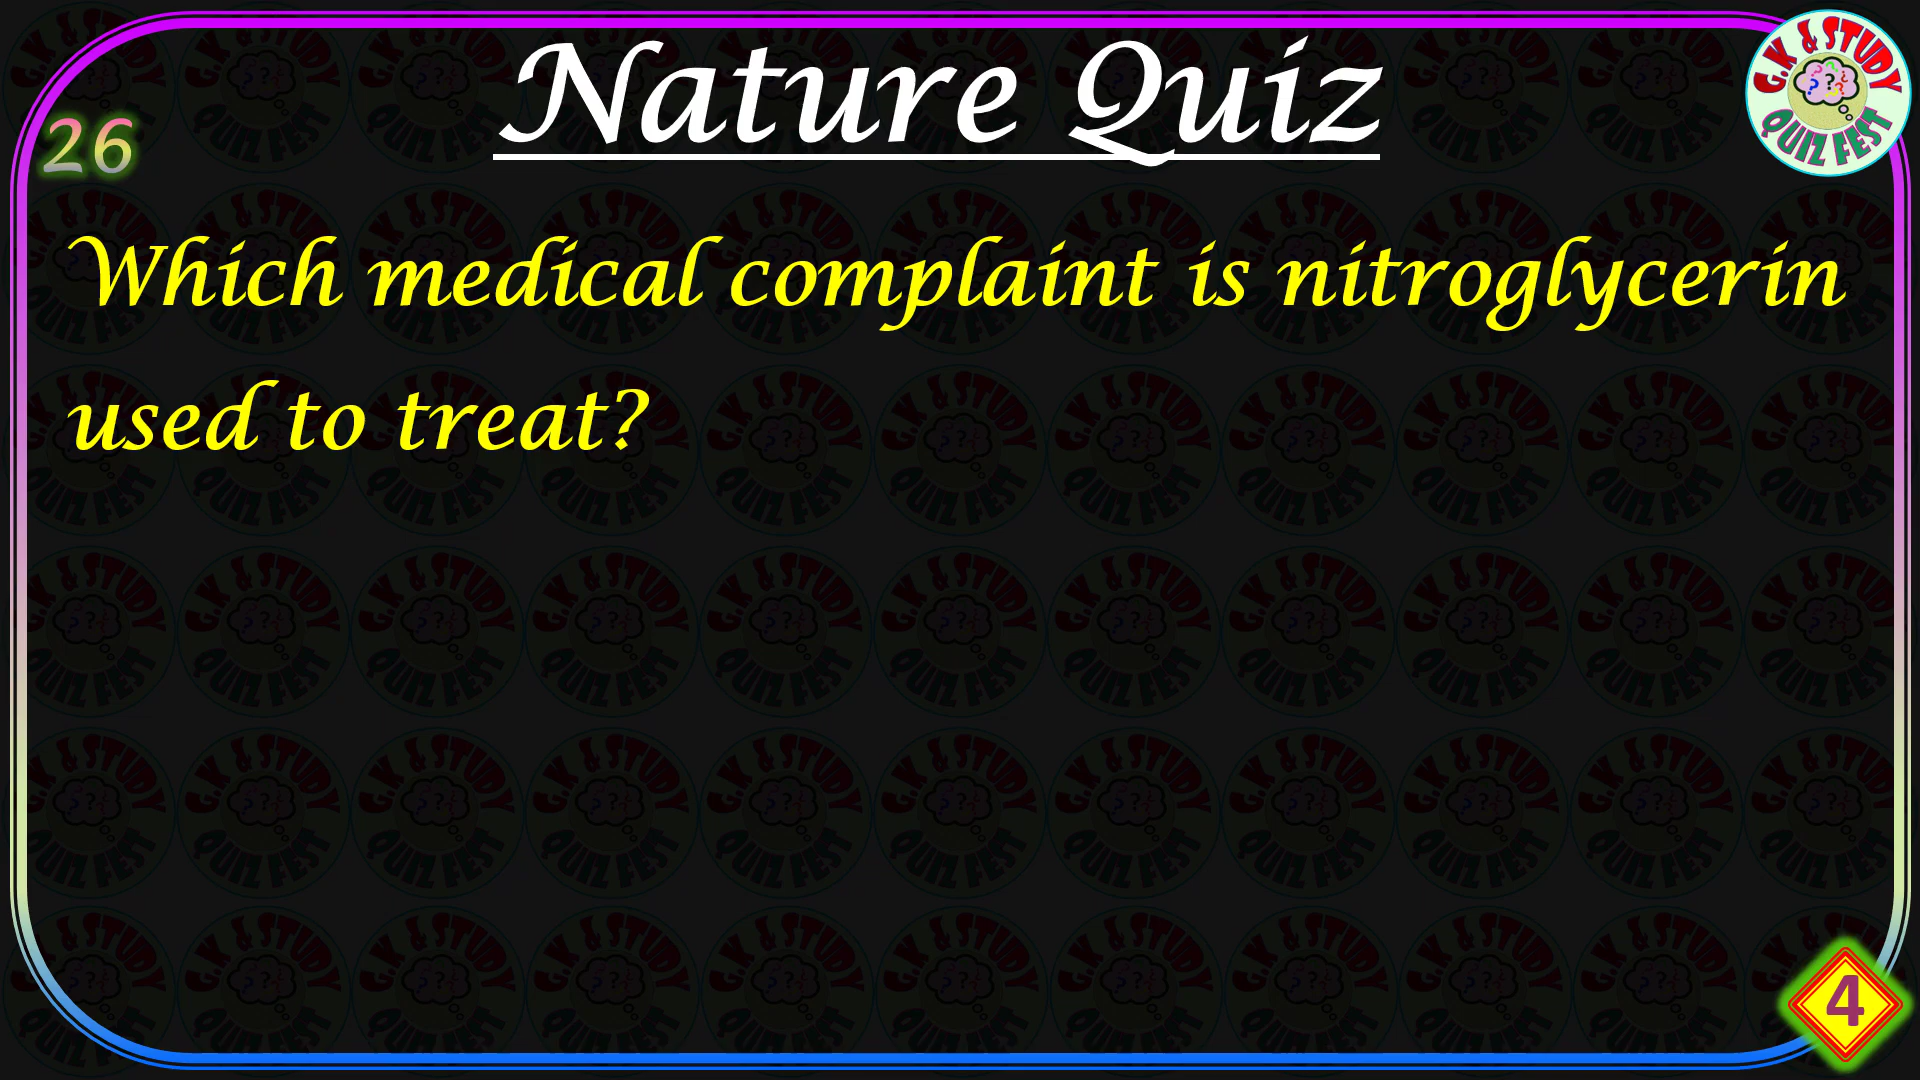 Nature Quiz
G.K & STUDY
QUIZ FEST
26
Which medical complaint is nitroglycerin
used to treat?
4